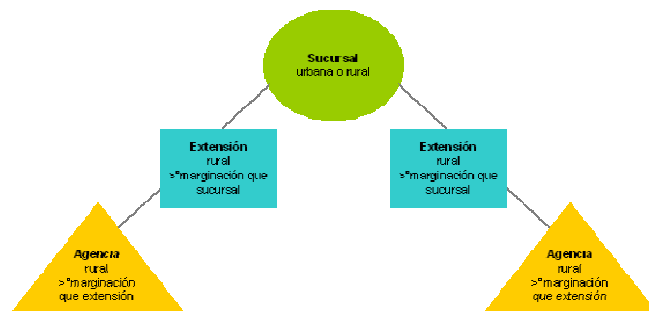 Sucursal
urbana o rural
Extensión
rural
>°marginación que
sucursal
Extensión
rural
>°marginación que
sucursal
Agencia
rural
>°marginación
que extensión
Agencia
rural
>°marginación
que extensión